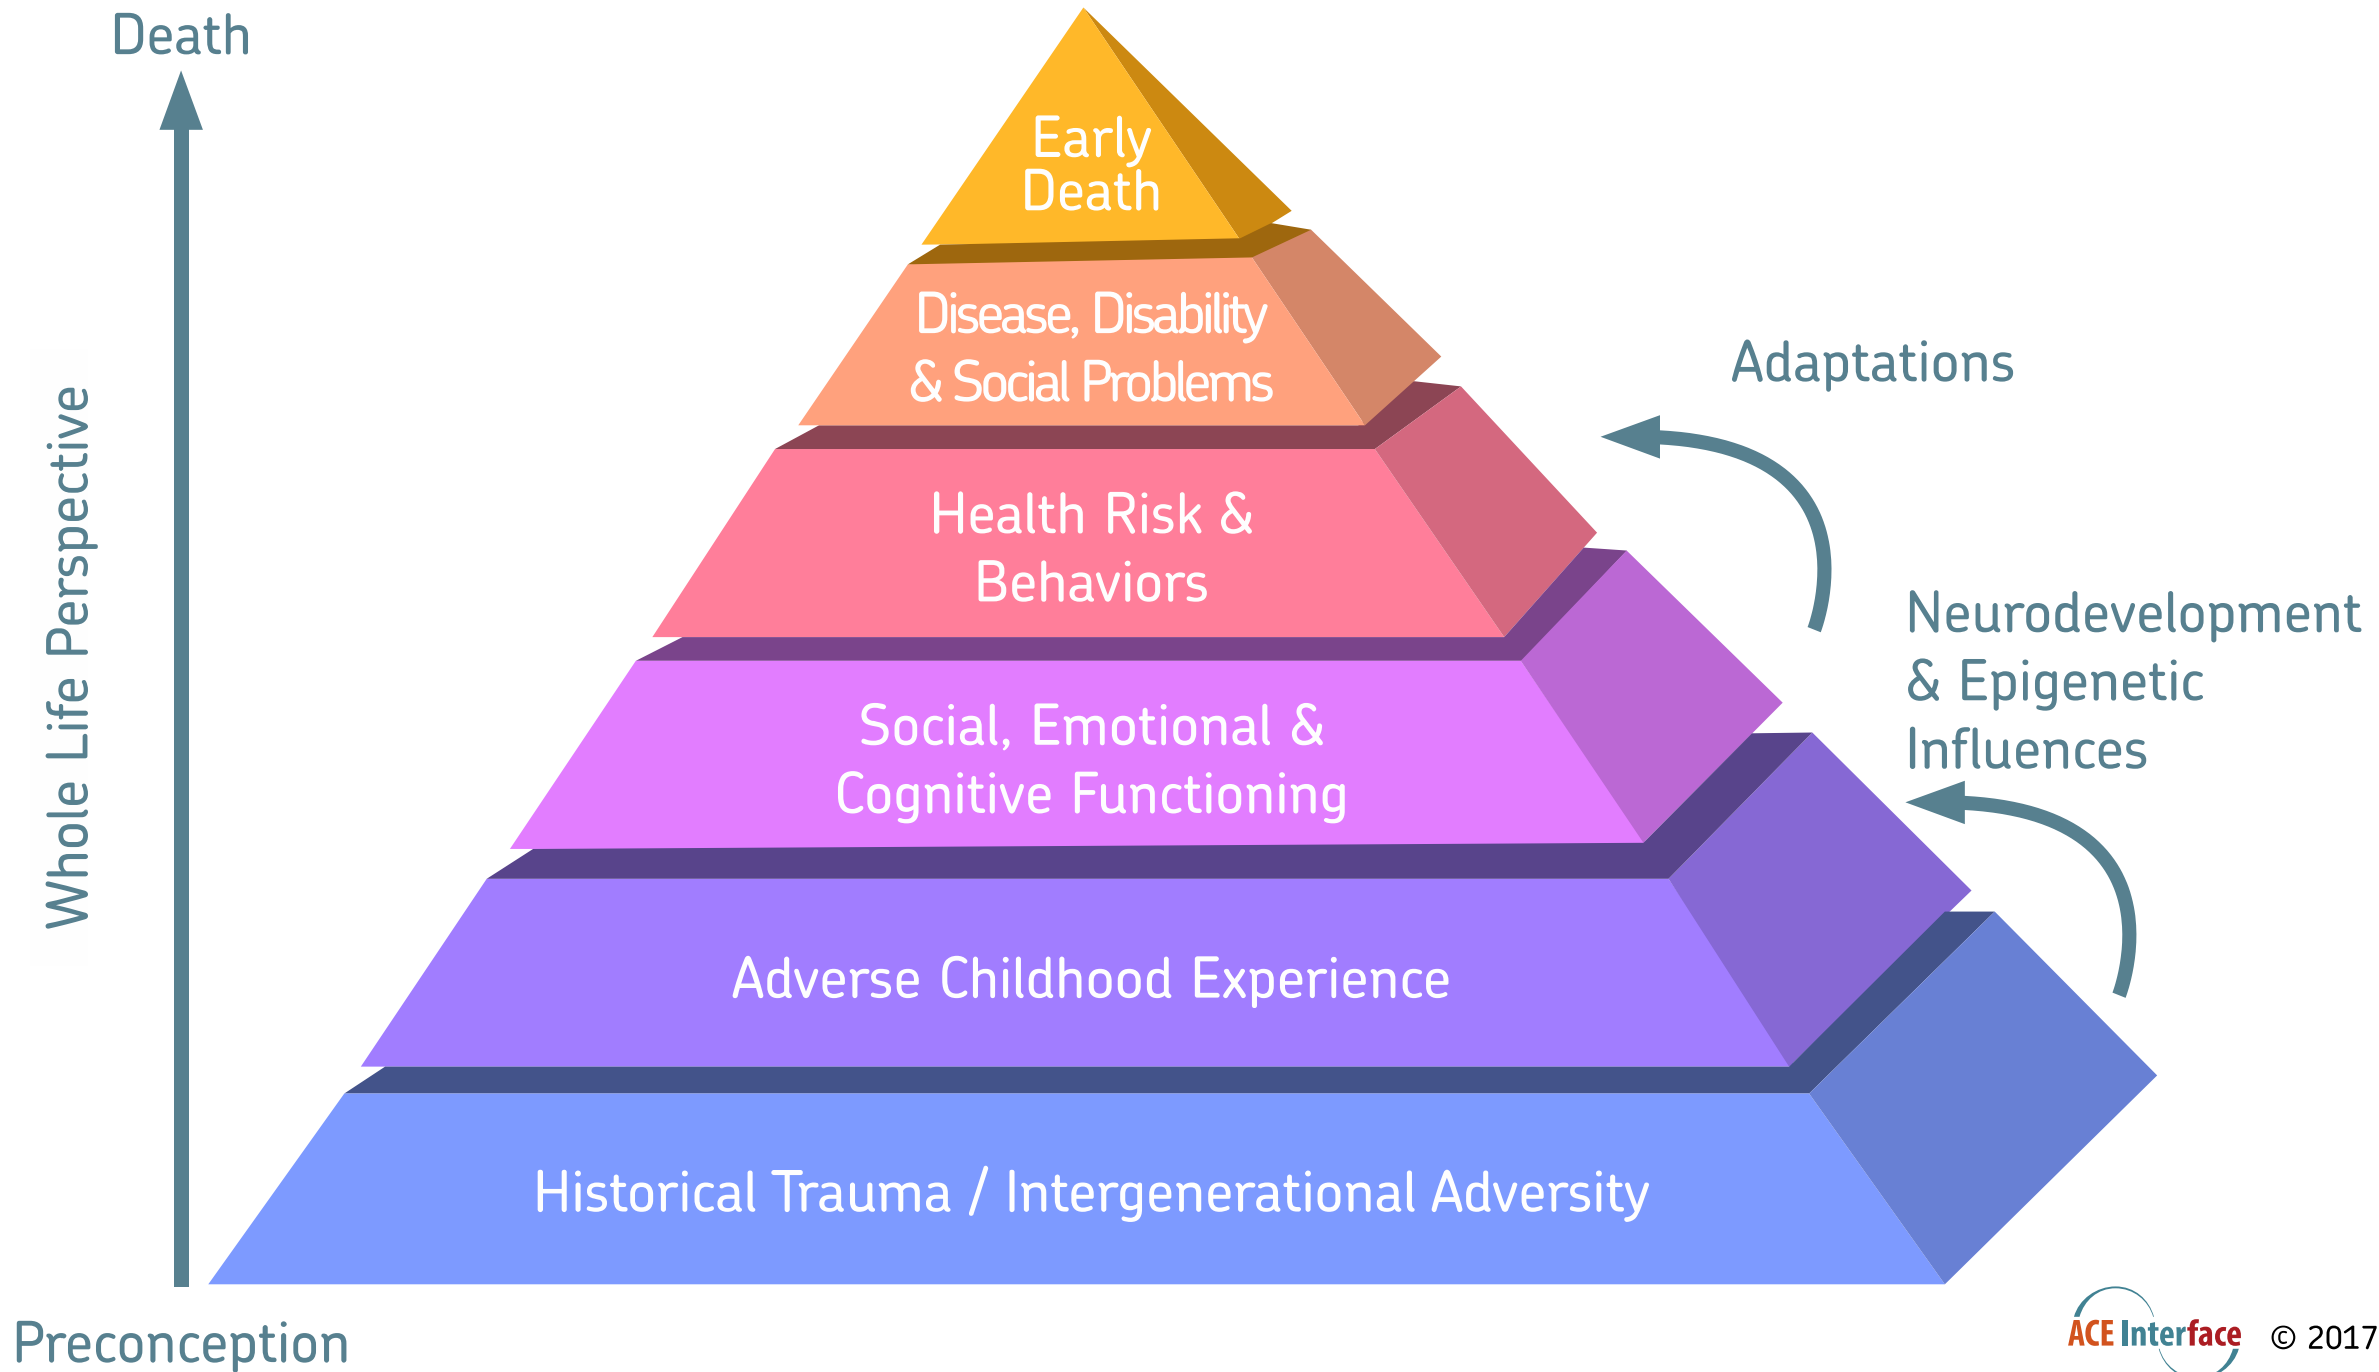 Death
Early
Death
Disease, Disability
& Social Problems
Adaptations
Health Risk &
Behaviors
Whole Life Perspective
Neurodevelopment
& Epigenetic
Influences
Social, Emotional &
Cognitive Functioning
Adverse Childhood Experience
Historical Trauma / Intergenerational Adversity
Preconception
ACE Interface © 2017